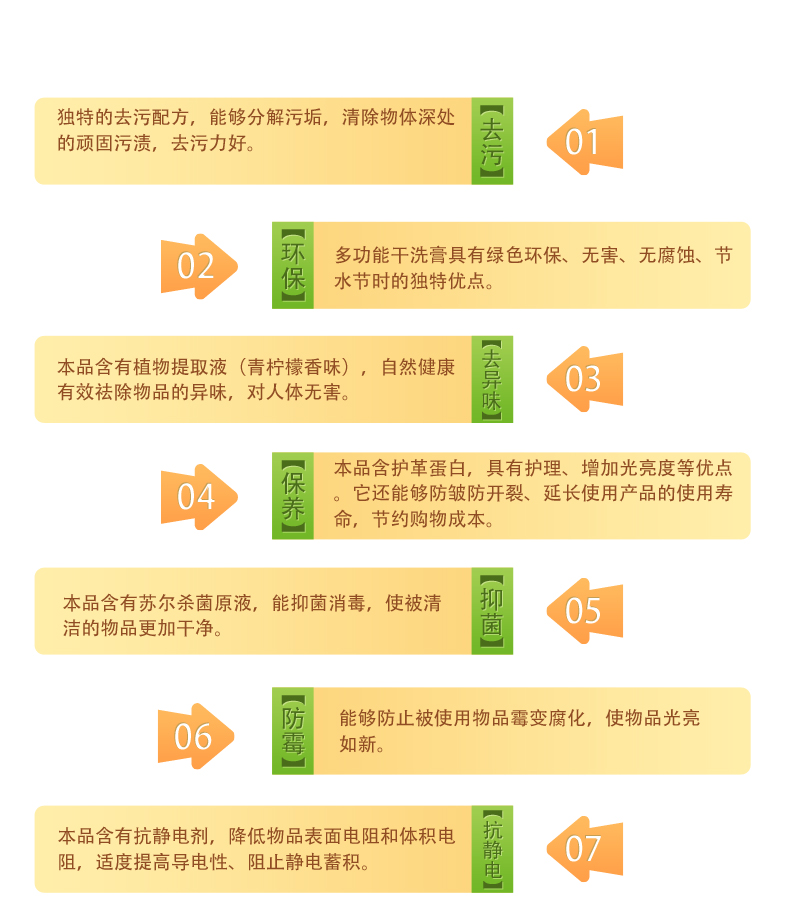 独特的去污配方，能够分解污垢，清除物体深处
的顽固污渍，去污力好。
【去污】
01
02
【环保】
多功能干洗膏具有绿色环保、无害、无腐蚀、节
水节时的独特优点。
本品含有植物提取液（青柠檬香味），自然健康
有效祛除物品的异味，对人体无害。
【去异味】
03
04
【保养】
本品含护革蛋白，具有护理、增加光亮度等优点
。它还能够防皱防开裂、延长使用产品的使用寿
命，节约购物成本。
本品含有苏尔杀菌原液，能抑菌消毒，使被清
洁的物品更加干净。
【抑菌】
05
06
【防霉】
能够防止被使用物品霉变腐化，使物品光亮
如新。
本品含有抗静电剂，降低物品表面电阻和体积电
阻，适度提高导电性、阻止静电蓄积。
【抗静电】
07